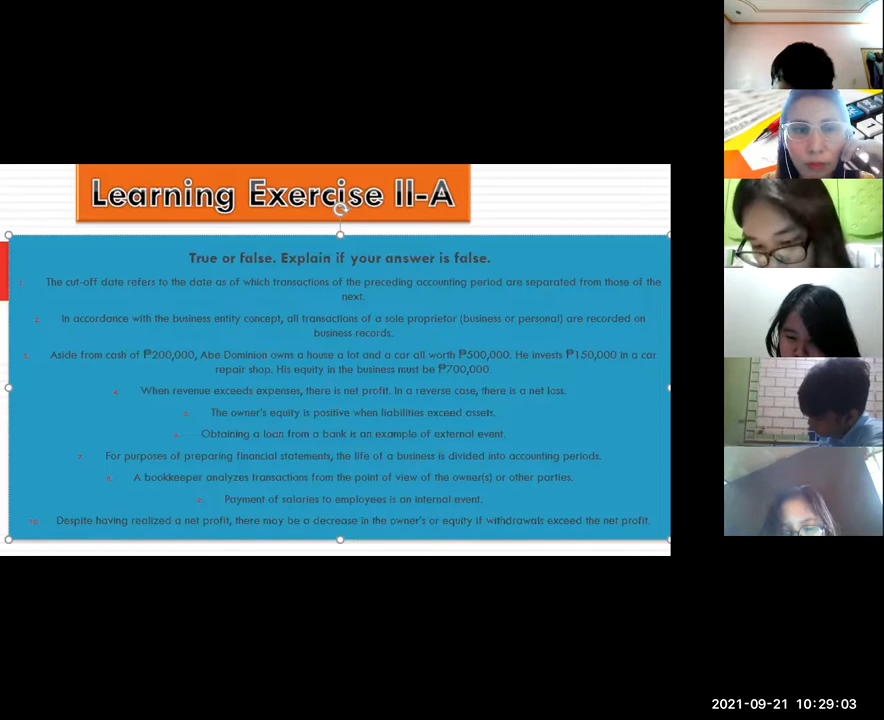 Learning Exercise II-A
True or false. Explain if your answer is false.
1. The cut-off date refers to the date as of which transactions of the preceding accounting period are separated from those of the
next.
2. In accordance with the business entity concept, all transactions of a sole proprietor (business or personal) are recorded on
business records.
3. Aside from cash of ₱200,000, Abe Dominion owns a house a lot and a car all worth ₱500,000. He invests ₱150,000 in a car
repair shop. His equity in the business must be ₱700,000.
4. When revenue exceeds expenses, there is net profit. In a reverse case, there is a net loss.
5. The owner's equity is positive when liabilities exceed assets.
6. Obtaining a loan from a bank is an example of external event.
7. For purposes of preparing financial statements, the life of a business is divided into accounting periods.
8. A bookkeeper analyzes transactions from the point of view of the owner(s) or other parties.
9. Payment of salaries to employees is an internal event.
10. Despite having realized a net profit, there may be a decrease in the owner's or equity if withdrawals exceed the net profit.
2021-09-21 10:29:03